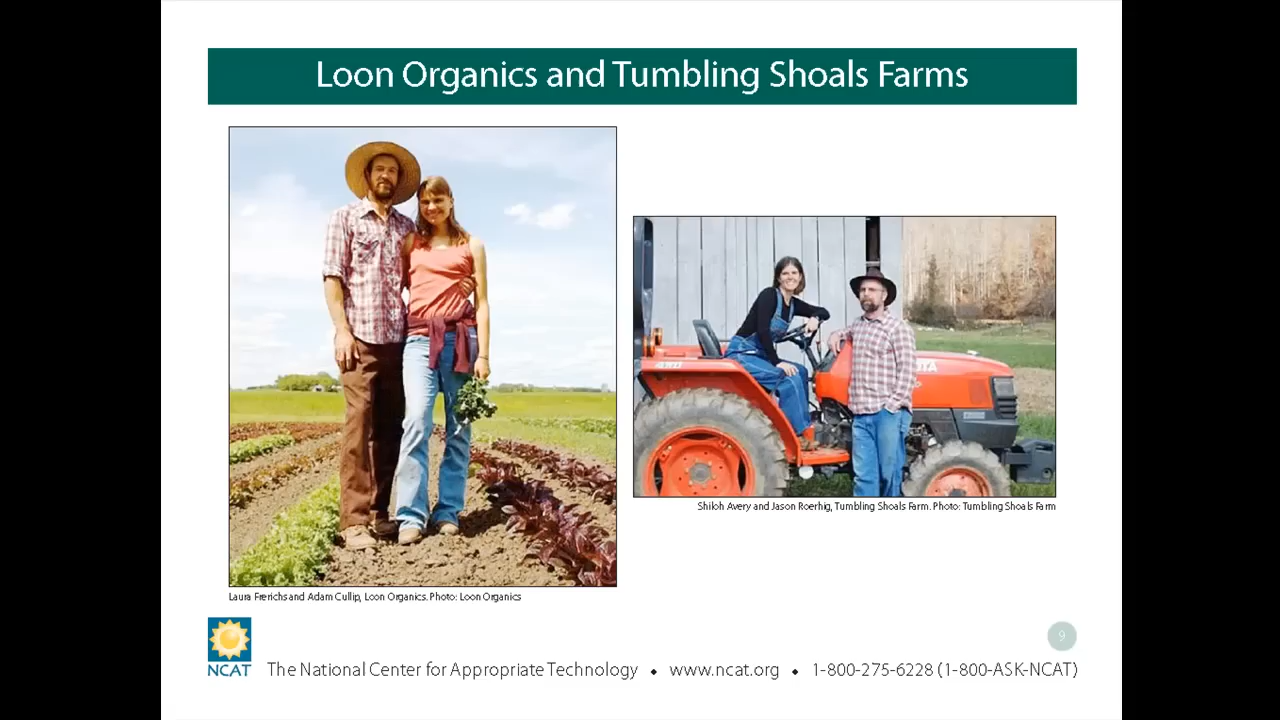 Loon Organics and Tumbling Shoals Farms
Shiloh Avery and Jason Roerhig, Tumbling Shoals Farm. Photo: Tumbling Shoals Farm
Laura Frerichs and Adam Cullip, Loon Organics. Photo: Loon Organics
9
NCAT
The National Center for Appropriate Technology ⬥ www.ncat.org ⬥ 1-800-275-6228 (1-800-ASK-NCAT)